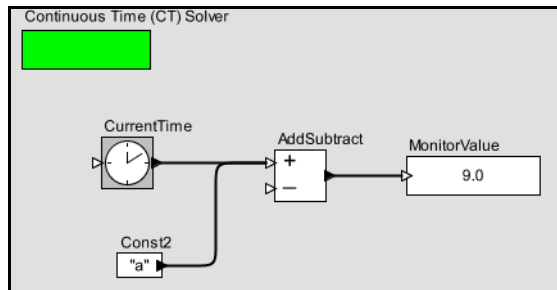 Continuous Time (CT) Solver
CurrentTime
AddSubtract
+
–
MonitorValue
9.0
Const2
"a"